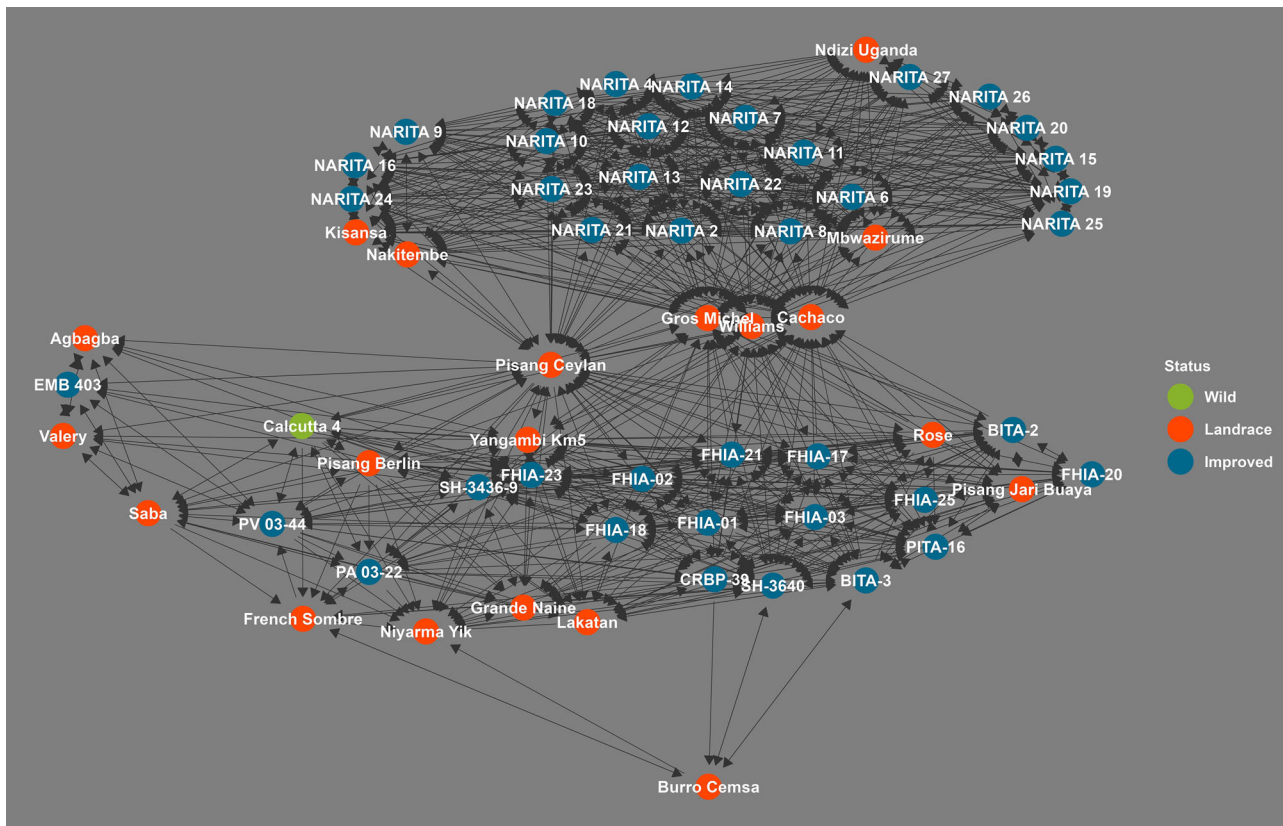 Ndizi Uganda
NARITA 27
NARITA 4
NARITA 14
NARITA 26
NARITA 18
NARITA 7
NARITA 12
NARITA 20
NARITA 9
NARITA 10
NARITA 11
NARITA 15
NARITA 16
NARITA 13
NARITA 22
NARITA 23
NARITA 19
NARITA 6
NARITA 24
NARITA 25
Kisansa
NARITA 21
NARITA 2
NARITA 8
Mbwazirume
Nakitembe
Gros Michel
Williams
Cachaco
Agbagba
Pisang Ceylan
Status
EMB 403
Wild
Landrace
Improved
Calcutta 4
Valery
Yangambi Km5
Rose
BITA-2
Pisang Berlin
FHIA-21
FHIA-17
FHIA-23
FHIA-20
SH-3436-9
FHIA-02
Pisang Jari Buaya
FHIA-25
Saba
PV 03-44
FHIA-18
FHIA-01
FHIA-03
PITA-16
PA 03-22
CRBP-39
SH-3640
BITA-3
Grande Naine
French Sombre
Lakatan
Niyarma Yik
Burro Cemsa